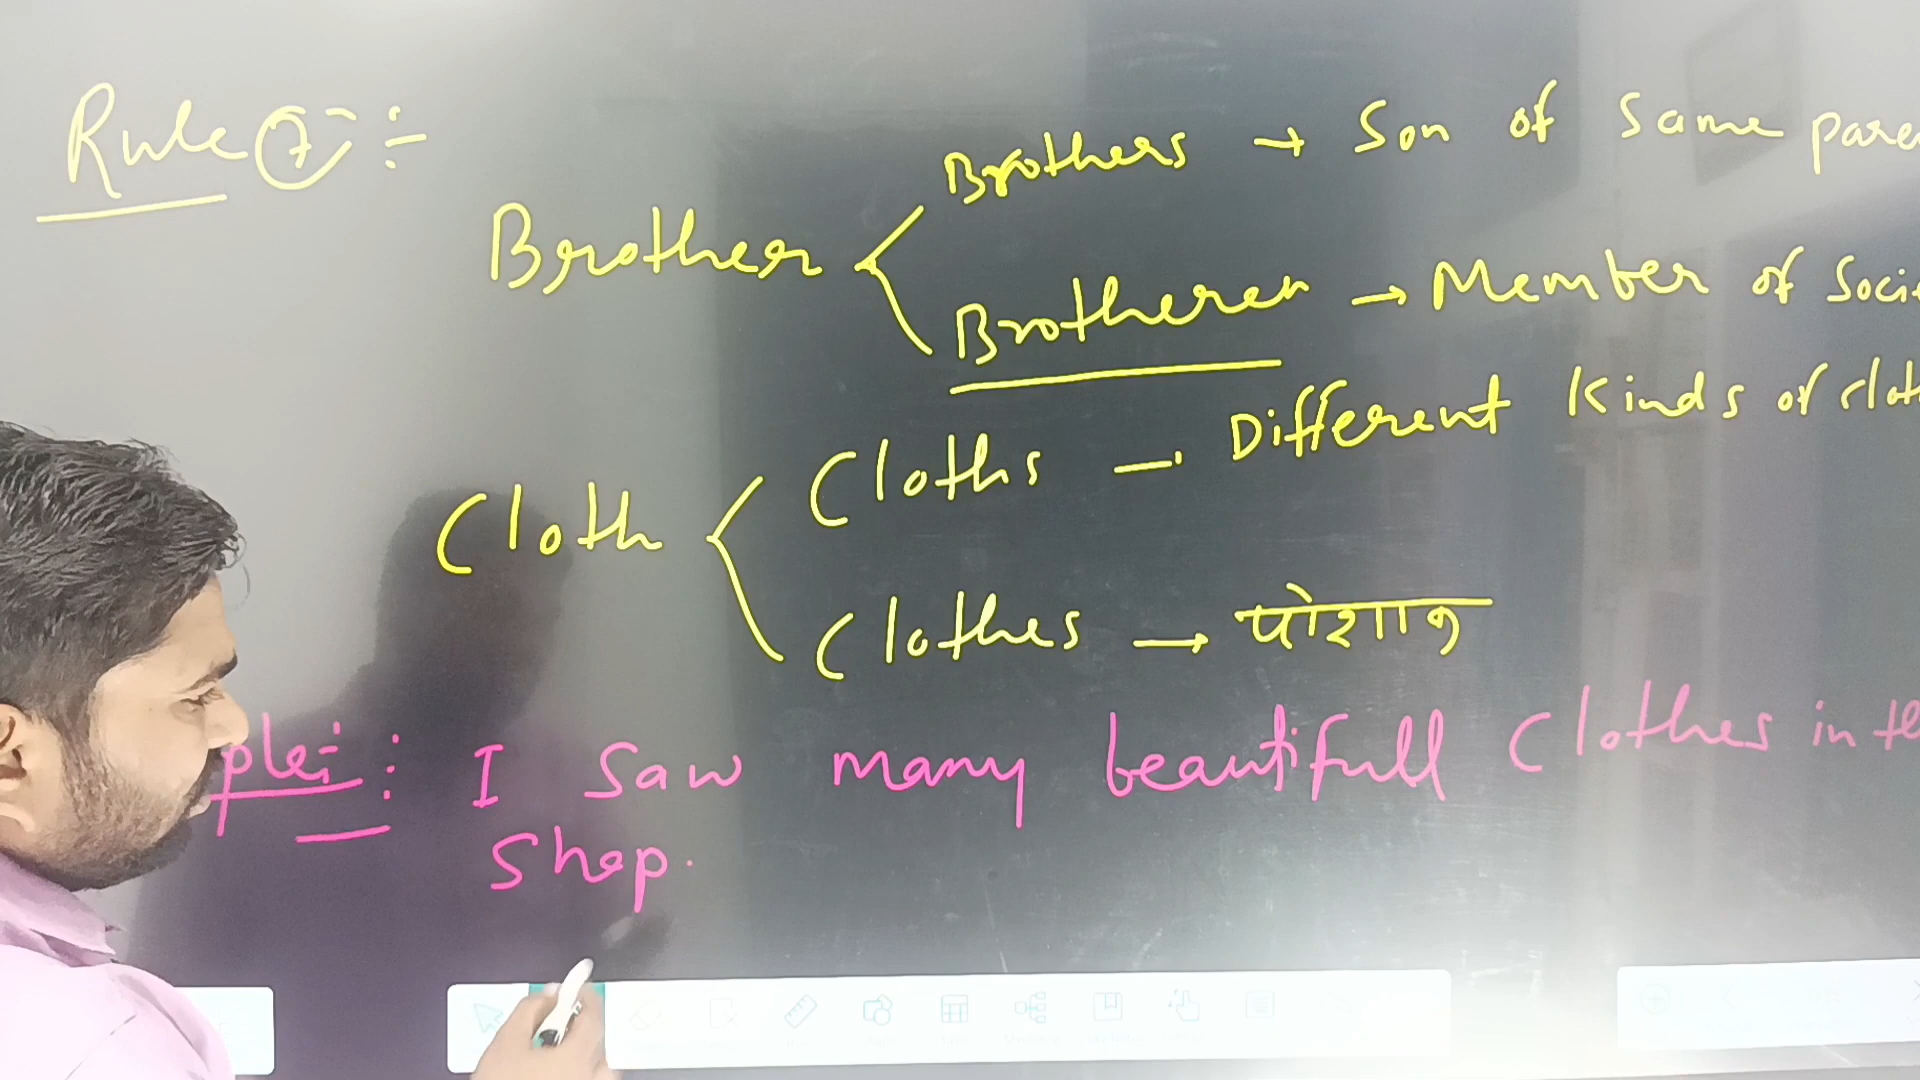 Rule 7 :-
Brothers → Son of Same pare
Brother
Brotheren → Member of Soci
Cloths → Different Kinds of clot
Cloth
Clothes → पोशाक
ple:- : I Saw many beautifull Clothes in the
Shop.